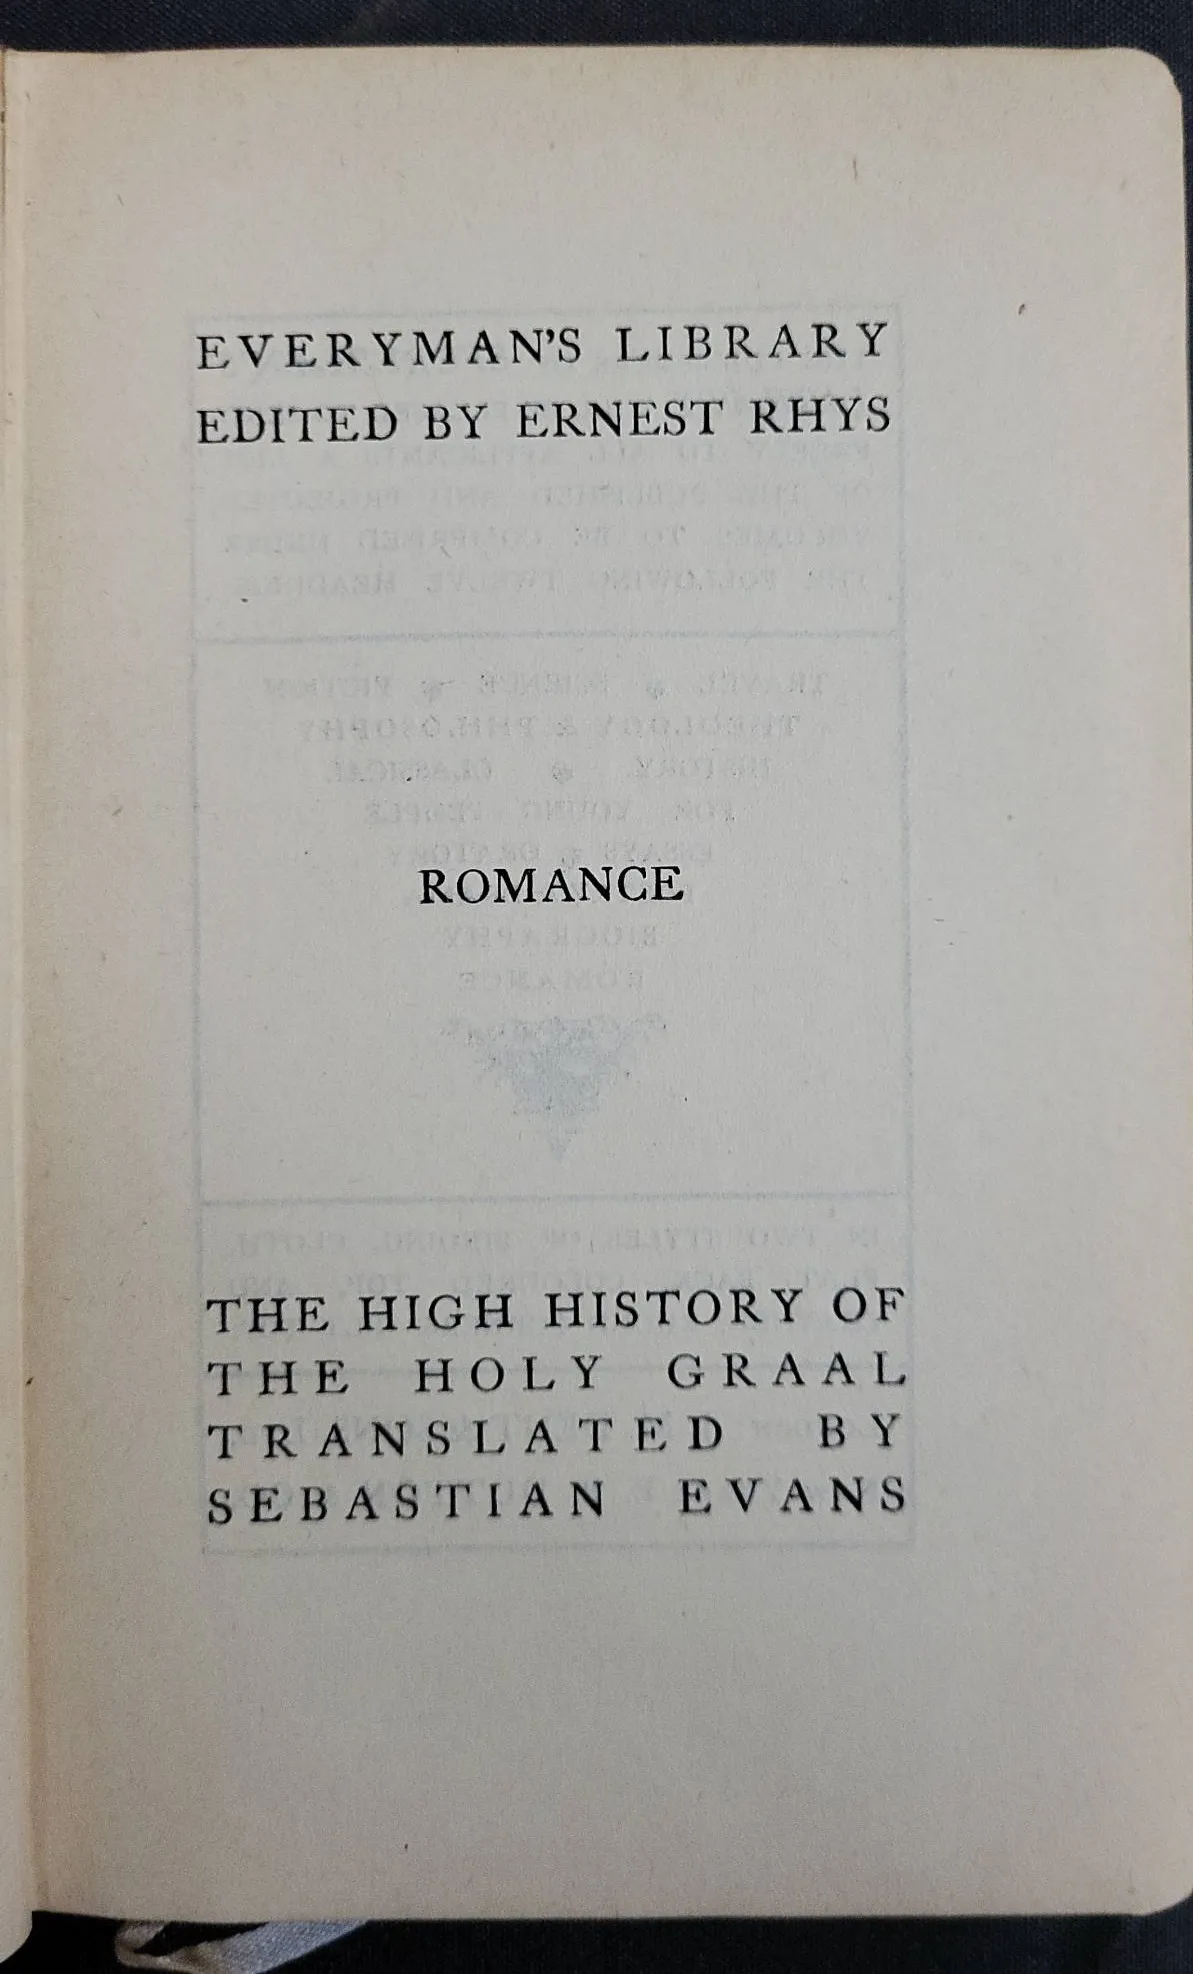 EVERYMAN'S LIBRARY
EDITED BY ERNEST RHYS
ROMANCE
THE HIGH HISTORY OF
THE HOLY GRAAL
TRANSLATED BY
SEBASTIAN EVANS